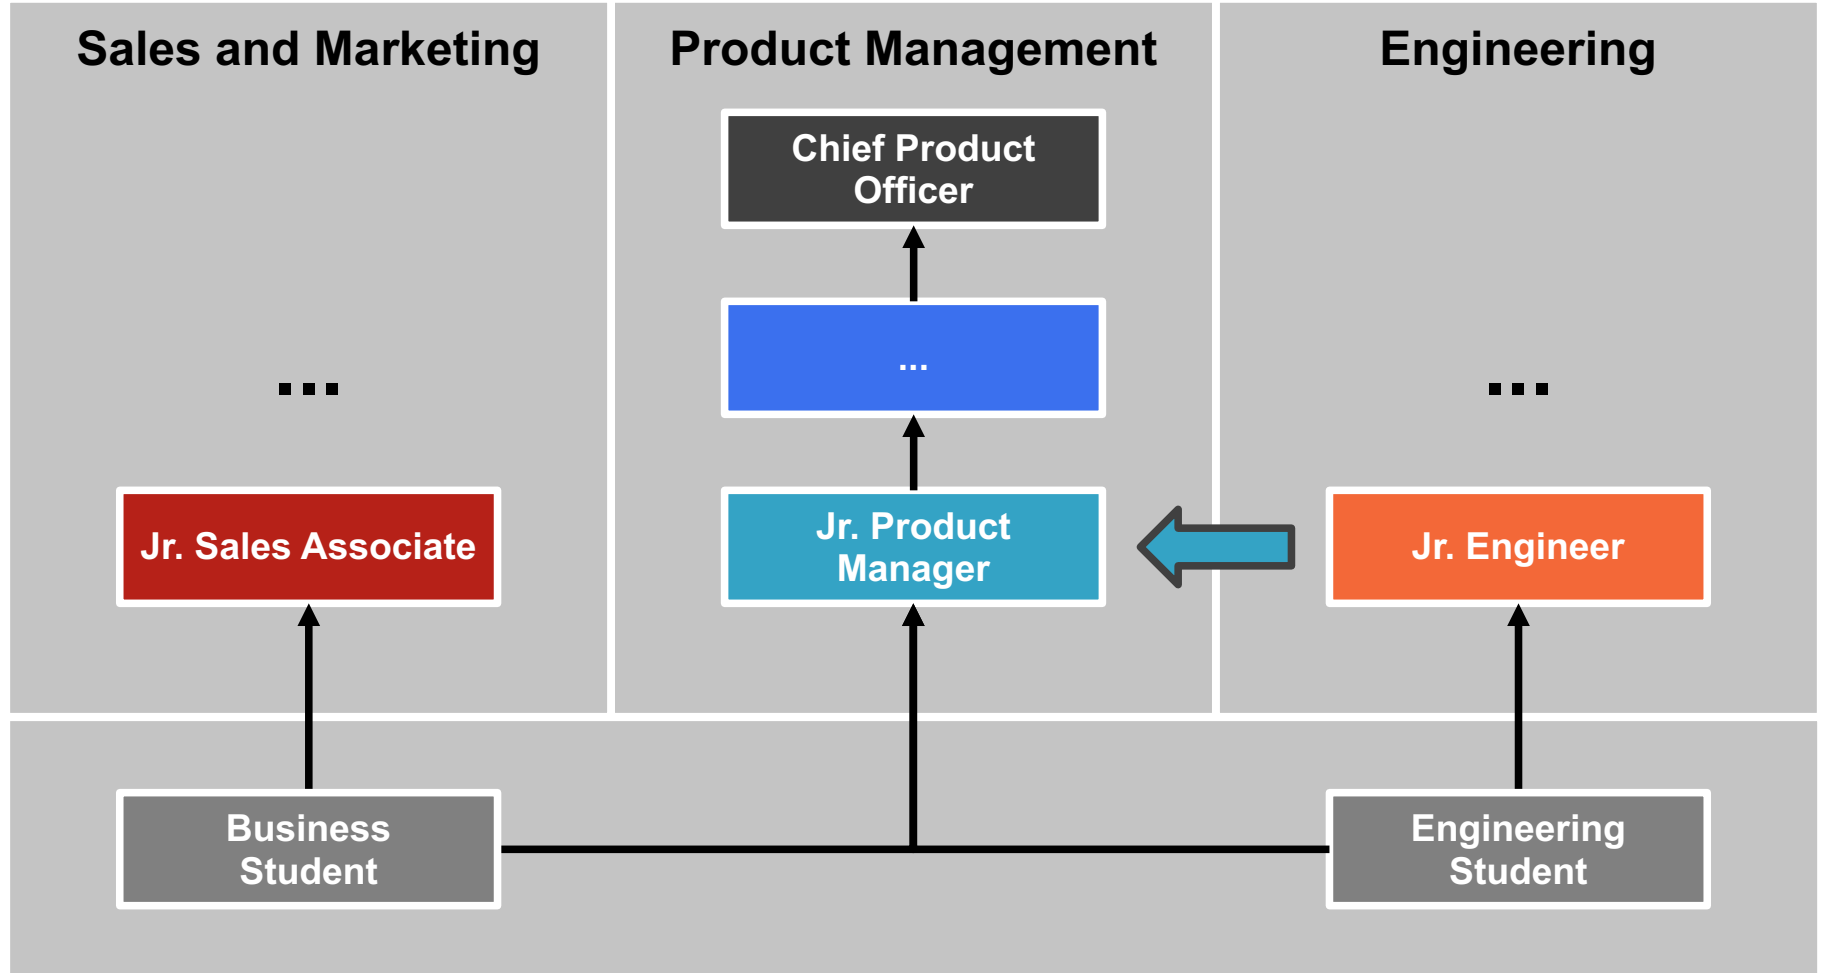 Sales and Marketing
Product Management
Engineering
Chief Product
Officer
...
...
...
Jr. Sales Associate
Jr. Product
Manager
Jr. Engineer
Business
Student
Engineering
Student